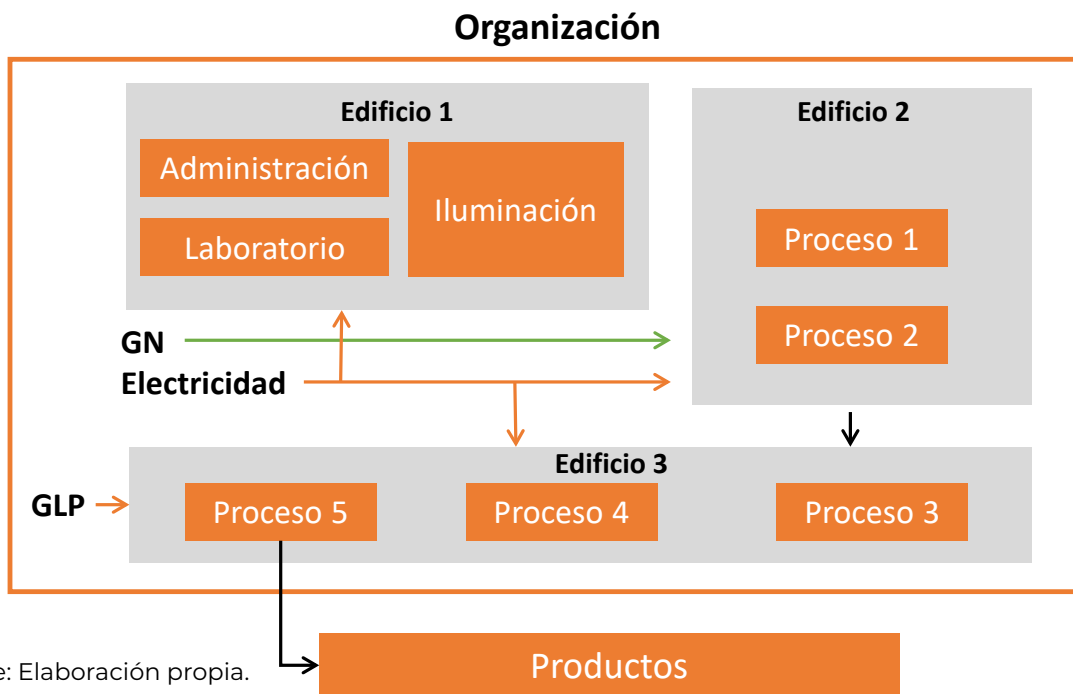 Organización
Edificio 1
Administración
Laboratorio
Iluminación
Edificio 2
Proceso 1
Proceso 2
GN
Electricidad
Edificio 3
GLP
Proceso 5
Proceso 4
Proceso 3
Productos
e: Elaboración propia.